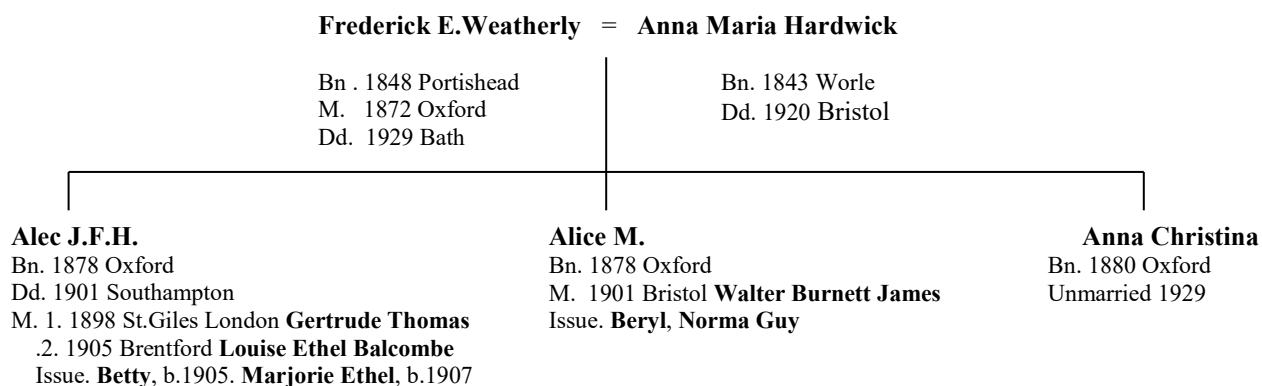 Frederick E.Weatherly = Anna Maria Hardwick
Bn . 1848 Portishead
M. 1872 Oxford
Dd. 1929 Bath
Bn. 1843 Worle
Dd. 1920 Bristol
Alec J.F.H.
Bn. 1878 Oxford
Dd. 1901 Southampton
M. 1. 1898 St.Giles London Gertrude Thomas
.2. 1905 Brentford Louise Ethel Balcombe
Issue. Betty, b.1905. Marjorie Ethel, b.1907
Alice M.
Bn. 1878 Oxford
M. 1901 Bristol Walter Burnett James
Issue. Beryl, Norma Guy
Anna Christina
Bn. 1880 Oxford
Unmarried 1929